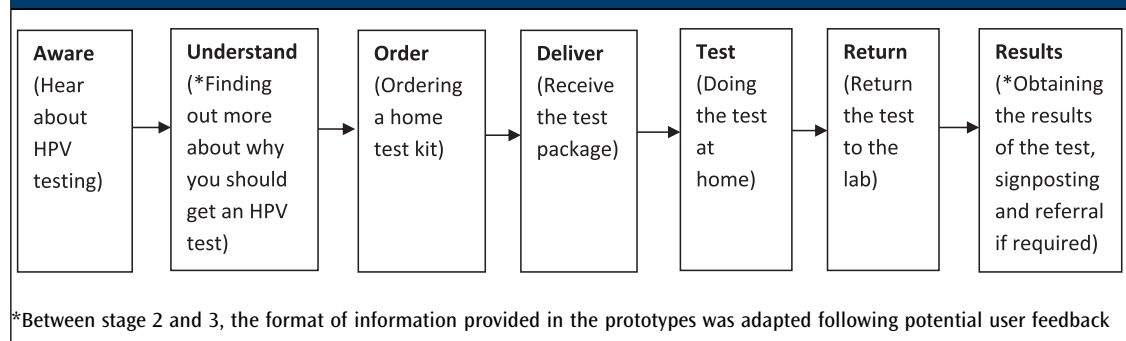 Aware
(Hear
about
HPV
testing)
Understand
(*Finding
out more
about why
you should
get an HPV
test)
Order
(Ordering
a home
test kit)
Deliver
(Receive
the test
package)
Test
(Doing
the test
at
home)
Return
(Return
the test
to the
lab)
Results
(*Obtaining
the results
of the test,
signposting
and referral
if required)
*Between stage 2 and 3, the format of information provided in the prototypes was adapted following potential user feedback